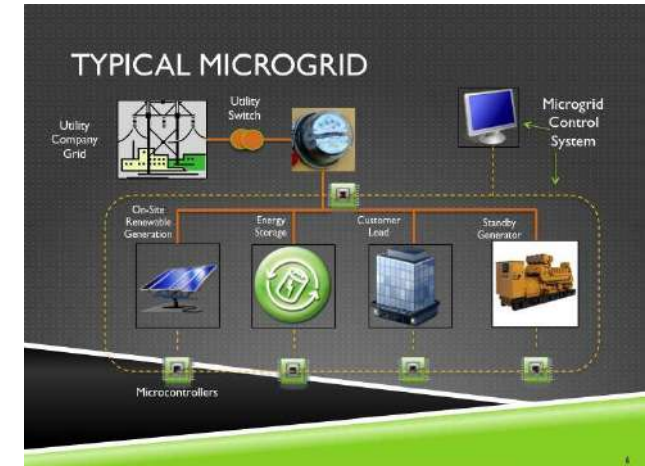 TYPICAL MICROGRID
Utility
Company
Grid
Utility
Switch
Microgrid
Control
System
On-Site
Renewable
Generation
Energy
Storage
Customer
Load
Standby
Generator
Microcontrollers
6